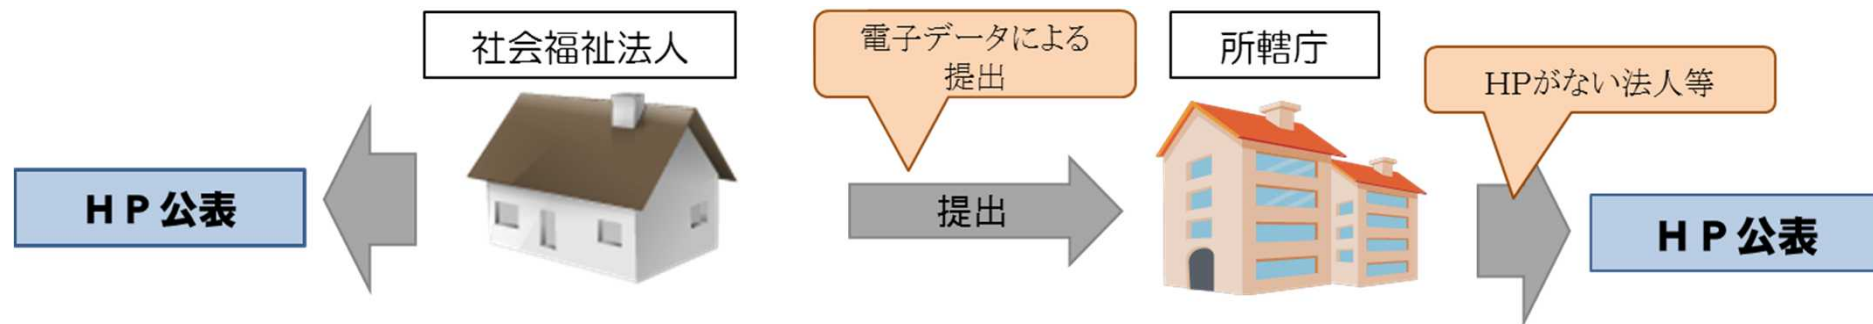 社会福祉法人
電子データによる
提出
所轄庁
HPがない法人等
ＨＰ公表
提出
ＨＰ公表